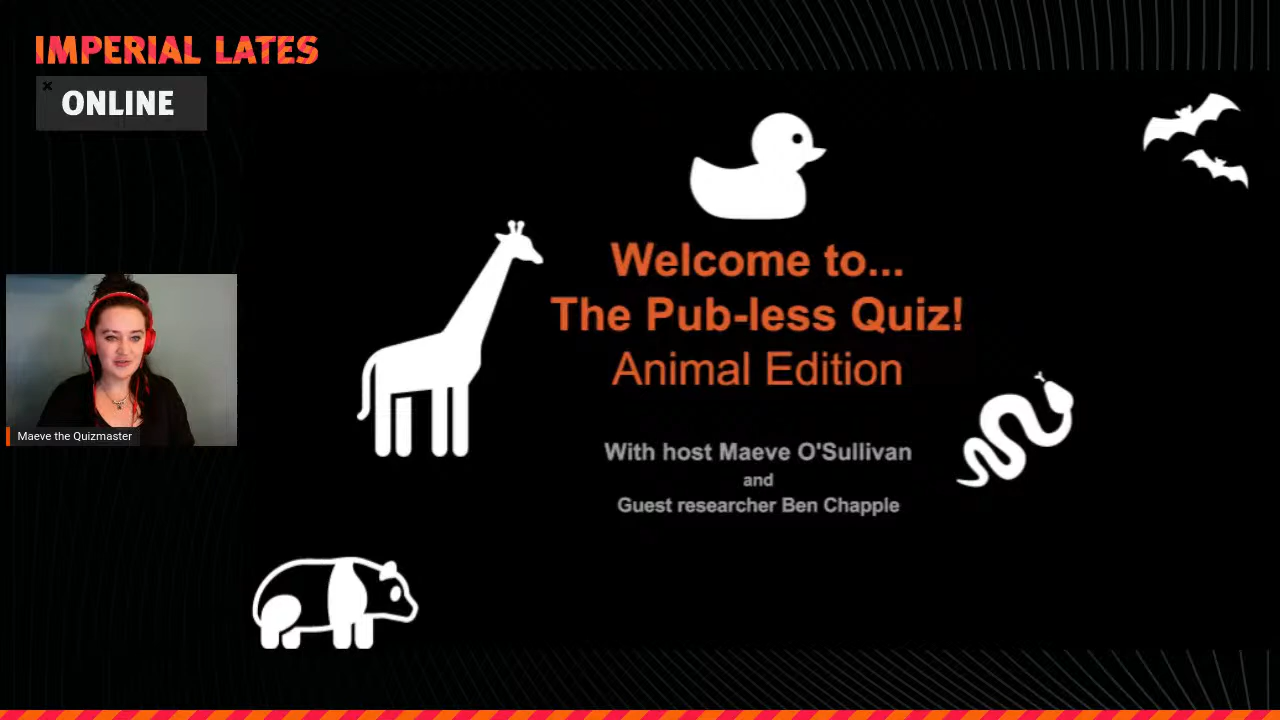 IMPERIAL LATES
ONLINE
Welcome to...
The Pub-less Quiz!
Animal Edition
With host Maeve O'Sullivan
and
Guest researcher Ben Chapple
Maeve the Quizmaster